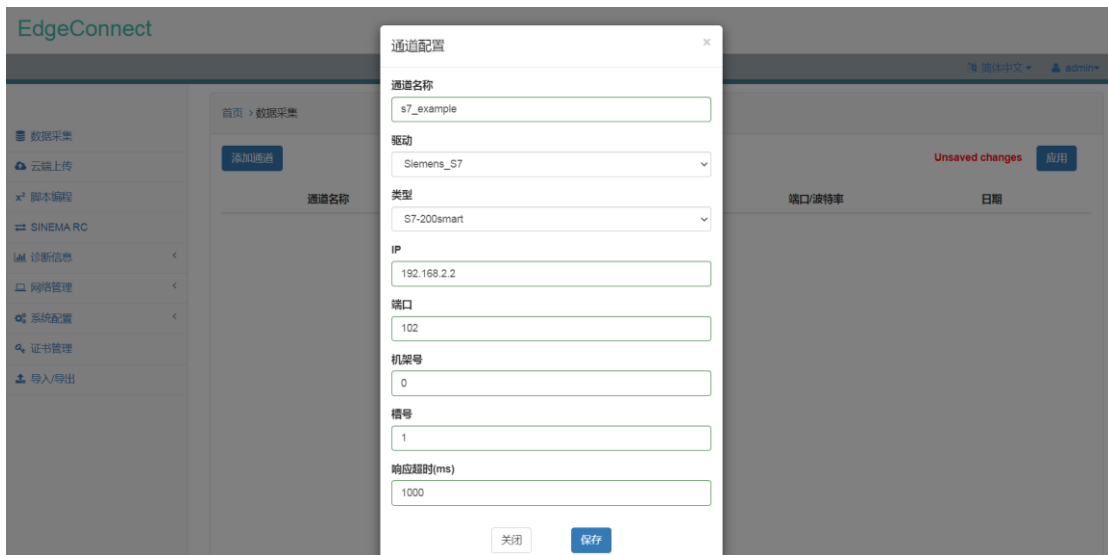 EdgeConnect
简体中文
admin
首页 >数据采集
数据采集
云端上传
x² 脚本编程
SINEMA RC
诊断信息
网络管理
系统配置
证书管理
导入/导出
添加通道
Unsaved changes
应用
通道名称
端口/波特率
日期
通道配置
×
通道名称
s7_example
驱动
Siemens_S7
类型
S7-200smart
IP
192.168.2.2
端口
102
机架号
0
槽号
1
响应超时(ms)
1000
关闭
保存